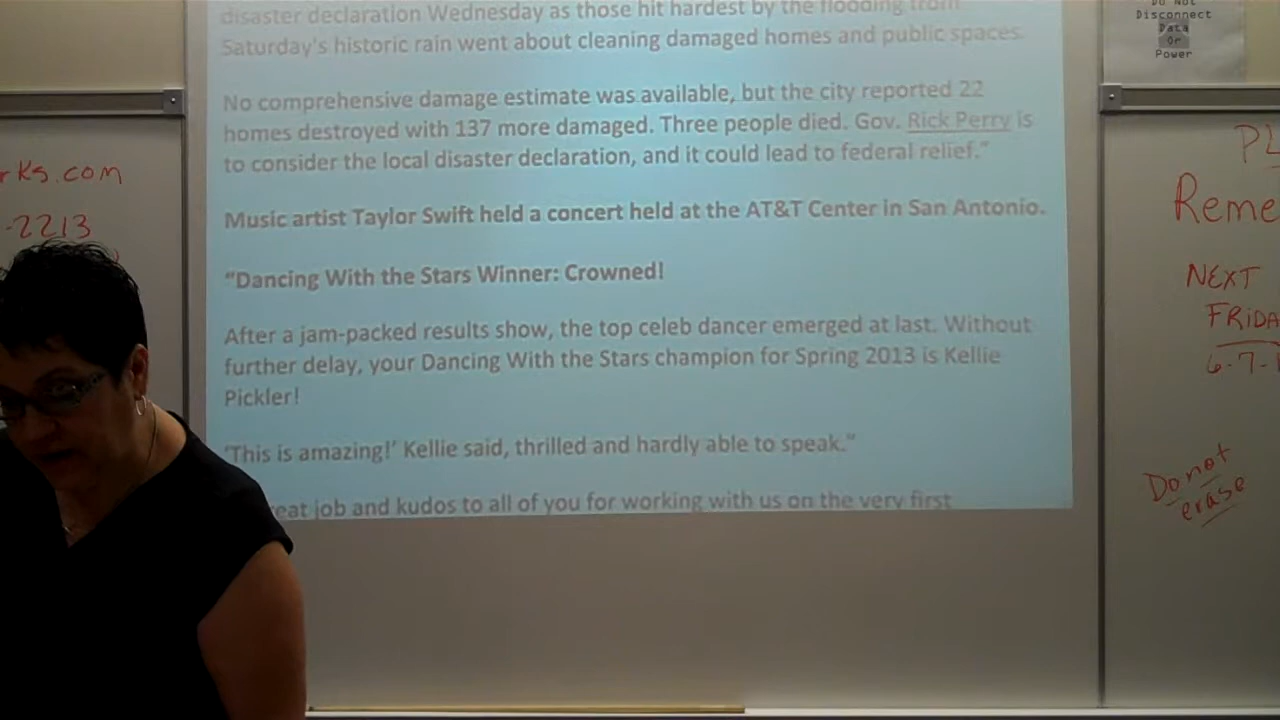 disaster declaration Wednesday as those hit hardest by the flooding from
Saturday's historic rain went about cleaning damaged homes and public spaces.
No comprehensive damage estimate was available, but the city reported 22
homes destroyed with 137 more damaged. Three people died. Gov. Rick Perry is
to consider the local disaster declaration, and it could lead to federal relief."
Music artist Taylor Swift held a concert held at the AT&T Center in San Antonio.
"Dancing With the Stars Winner: Crowned!
After a jam-packed results show, the top celeb dancer emerged at last. Without
further delay, your Dancing With the Stars champion for Spring 2013 is Kellie
Pickler!
'This is amazing!' Kellie said, thrilled and hardly able to speak."
eat job and kudos to all of you for working with us on the very first
rks.com
-2213
Do Not
Disconnect
Data
Or
Power
PL
Reme
NEXT
FRIDA
6-7-1
Do not
erase